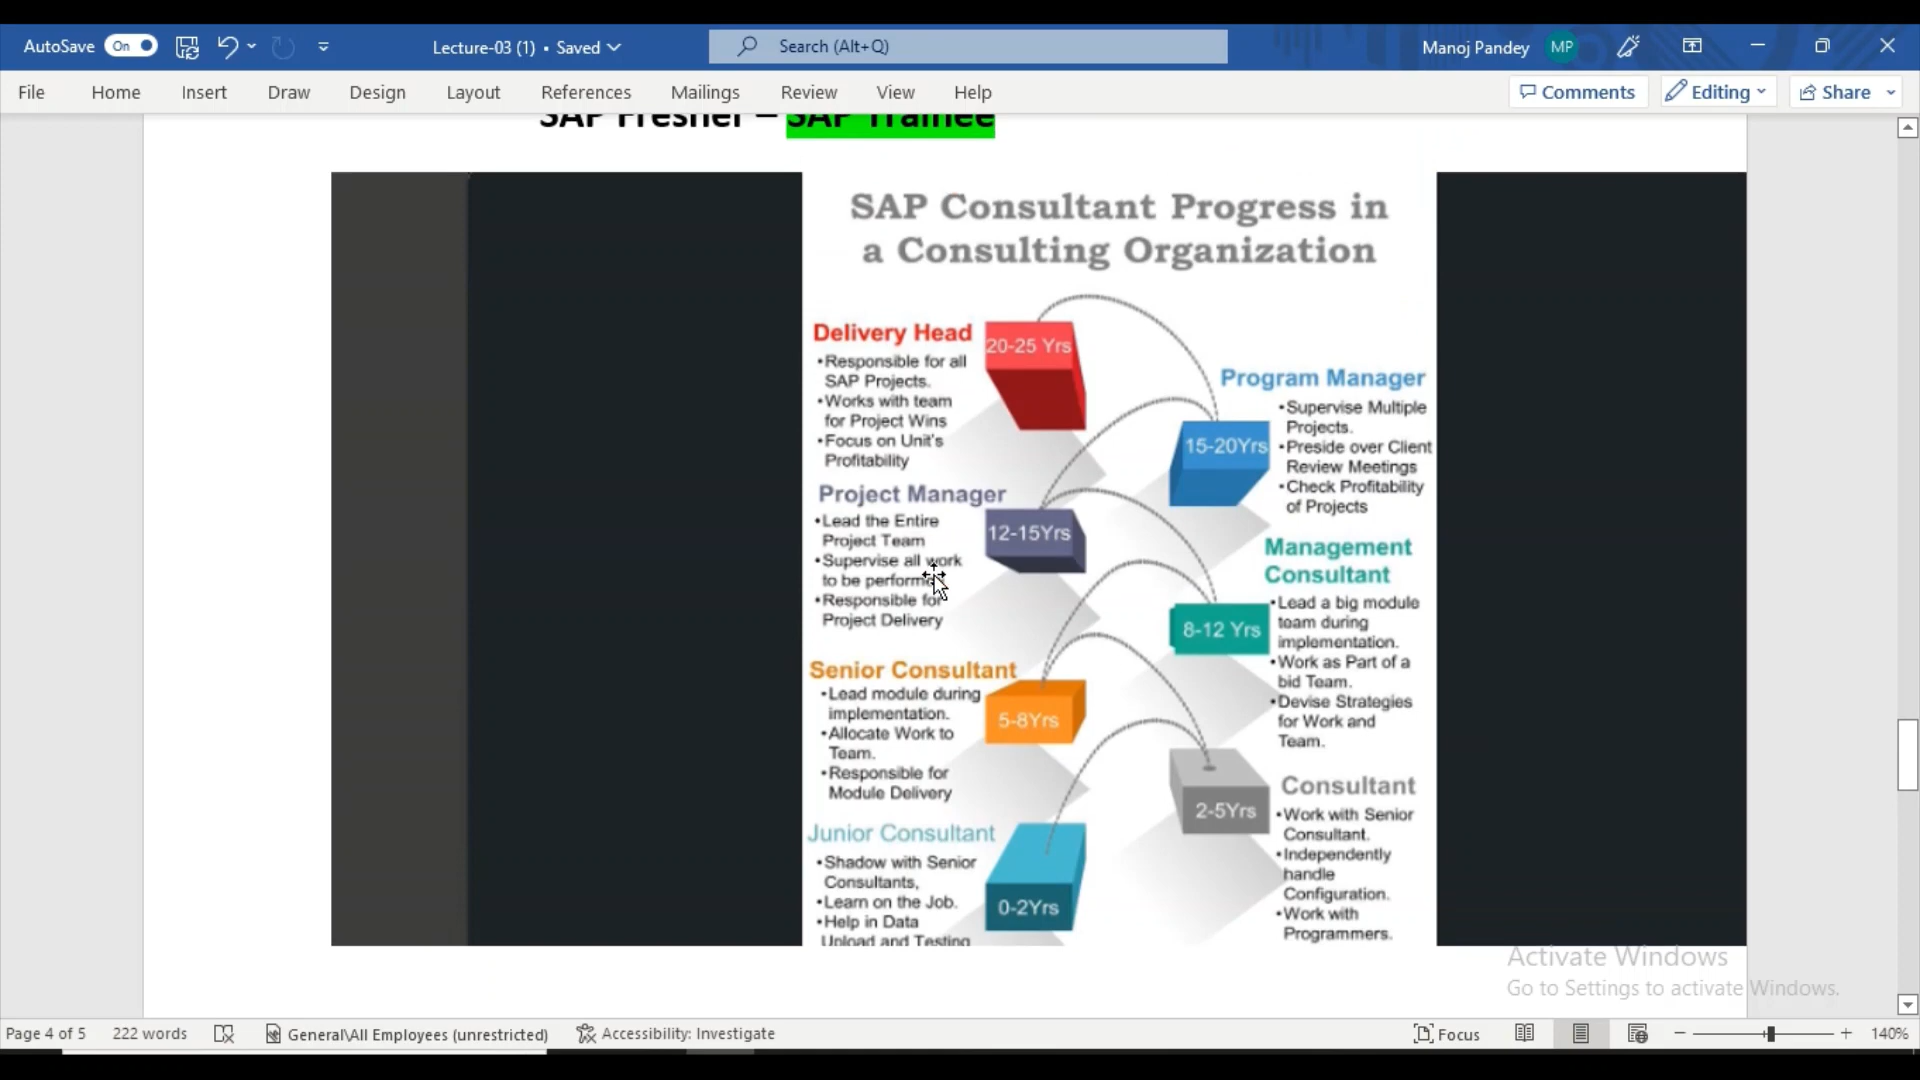 AutoSave On Lecture-03 (1) • Saved Search (Alt+Q) Manoj Pandey MP
File Home Insert Draw Design Layout References Mailings Review View Help Comments Editing Share
SAP Fresher – SAP Trainee
SAP Consultant Progress in
a Consulting Organization
Delivery Head
•Responsible for all
SAP Projects.
•Works with team
for Project Wins
•Focus on Unit's
Profitability
20-25 Yrs
Program Manager
•Supervise Multiple
Projects.
•Preside over Client
Review Meetings
•Check Profitability
of Projects
15-20Yrs
Project Manager
•Lead the Entire
Project Team
•Supervise all work
to be performed
•Responsible for
Project Delivery
12-15Yrs
Management
Consultant
•Lead a big module
team during
implementation.
•Work as Part of a
bid Team.
•Devise Strategies
for Work and
Team.
8-12 Yrs
Senior Consultant
•Lead module during
implementation.
•Allocate Work to
Team.
•Responsible for
Module Delivery
5-8Yrs
Consultant
•Work with Senior
Consultant.
•Independently
handle
Configuration.
•Work with
Programmers.
2-5Yrs
Junior Consultant
•Shadow with Senior
Consultants,
•Learn on the Job.
•Help in Data
Upload and Testing
0-2Yrs
Activate Windows
Go to Settings to activate Windows.
Page 4 of 5 222 words General\All Employees (unrestricted) Accessibility: Investigate Focus 140%